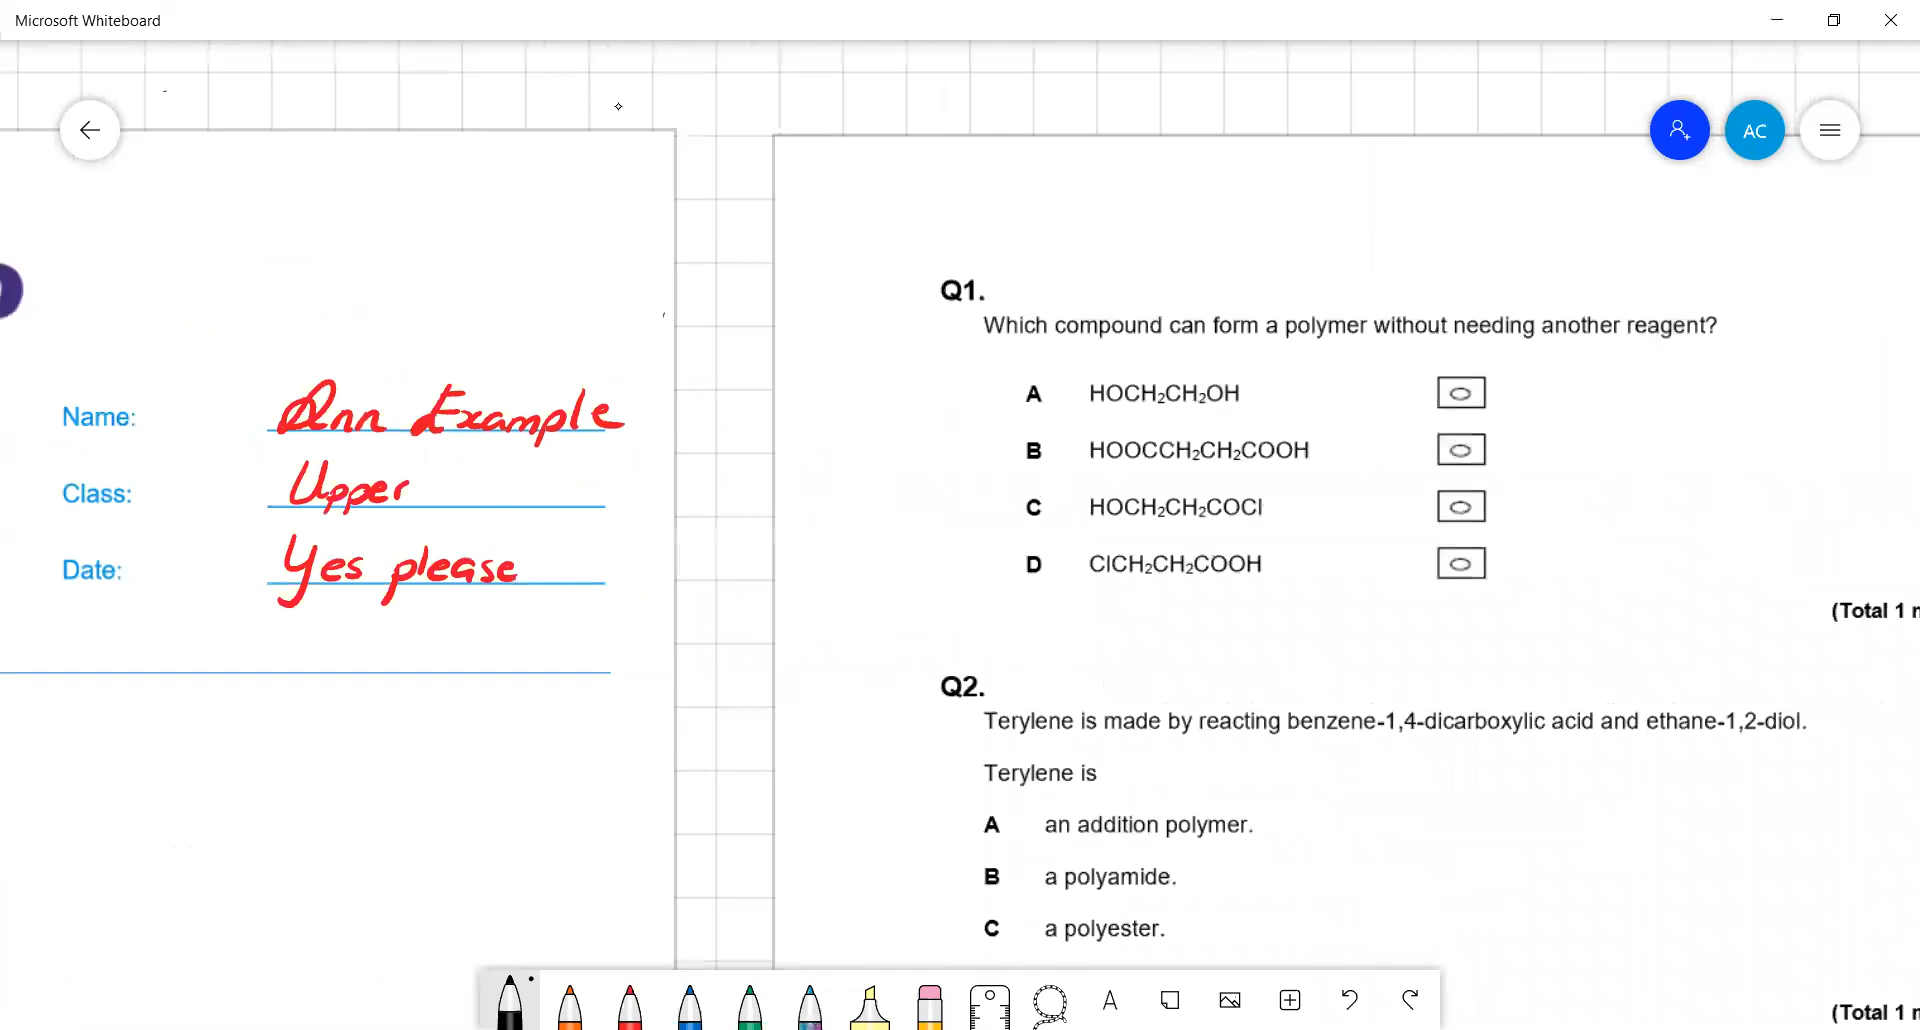 Microsoft Whiteboard
AC
Name: Ann Example
Class: Upper
Date: Yes please
Q1.
Which compound can form a polymer without needing another reagent?
A HOCH₂CH₂OH
B HOOCCH₂CH₂COOH
C HOCH₂CH₂COCl
D ClCH₂CH₂COOH
(Total 1
Q2.
Terylene is made by reacting benzene-1,4-dicarboxylic acid and ethane-1,2-diol.
Terylene is
A an addition polymer.
B a polyamide.
C a polyester.
(Total 1